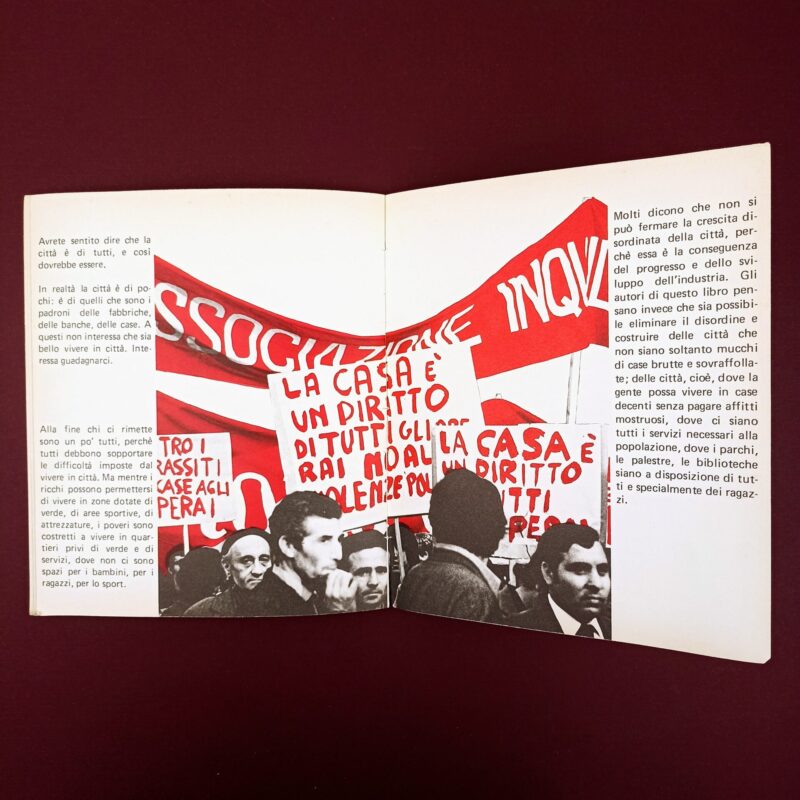 Avrete sentito dire che la
città è di tutti, e così
dovrebbe essere.
In realtà la città é di po-
chi: é di quelli che sono i
padroni delle fabbriche,
delle banche, delle case. A
questi non interessa che sia
bello vivere in città. Inte-
ressa guadagnarci.
Alla fine chi ci rimette
sono un po' tutti, perchè
tutti debbono sopportare
le difficoltà imposte dal
vivere in città. Ma mentre i
ricchi possono permettersi
di vivere in zone dotate di
verde, di aree sportive, di
attrezzature, i poveri sono
costretti a vivere in quar-
tieri privi di verde e di
servizi, dove non ci sono
spazi per i bambini, per i
ragazzi, per lo sport.
SSOCIAZIONE INQUI
LA CASA È
UN DIRITTO
DI TUTTI GLI
RAI NO AL
VIOLENZE POL
TRO I
RASSITI
CASE AGLI
PERAI
LA CASA È
UN DIRITTO
TUTTI
PERAI
Molti dicono che non si
può fermare la crescita di-
sordinata della città, per-
chè essa è la conseguenza
del progresso e dello svi-
luppo dell'industria. Gli
autori di questo libro pen-
sano invece che sia possibi-
le eliminare il disordine e
costruire delle città che
non siano soltanto mucchi
di case brutte e sovraffolla-
te; delle città, cioè, dove la
gente possa vivere in case
decenti senza pagare affitti
mostruosi, dove ci siano
tutti i servizi necessari alla
popolazione, dove i parchi,
le palestre, le biblioteche
siano a disposizione di tut-
ti e specialmente dei ragaz-
zi.